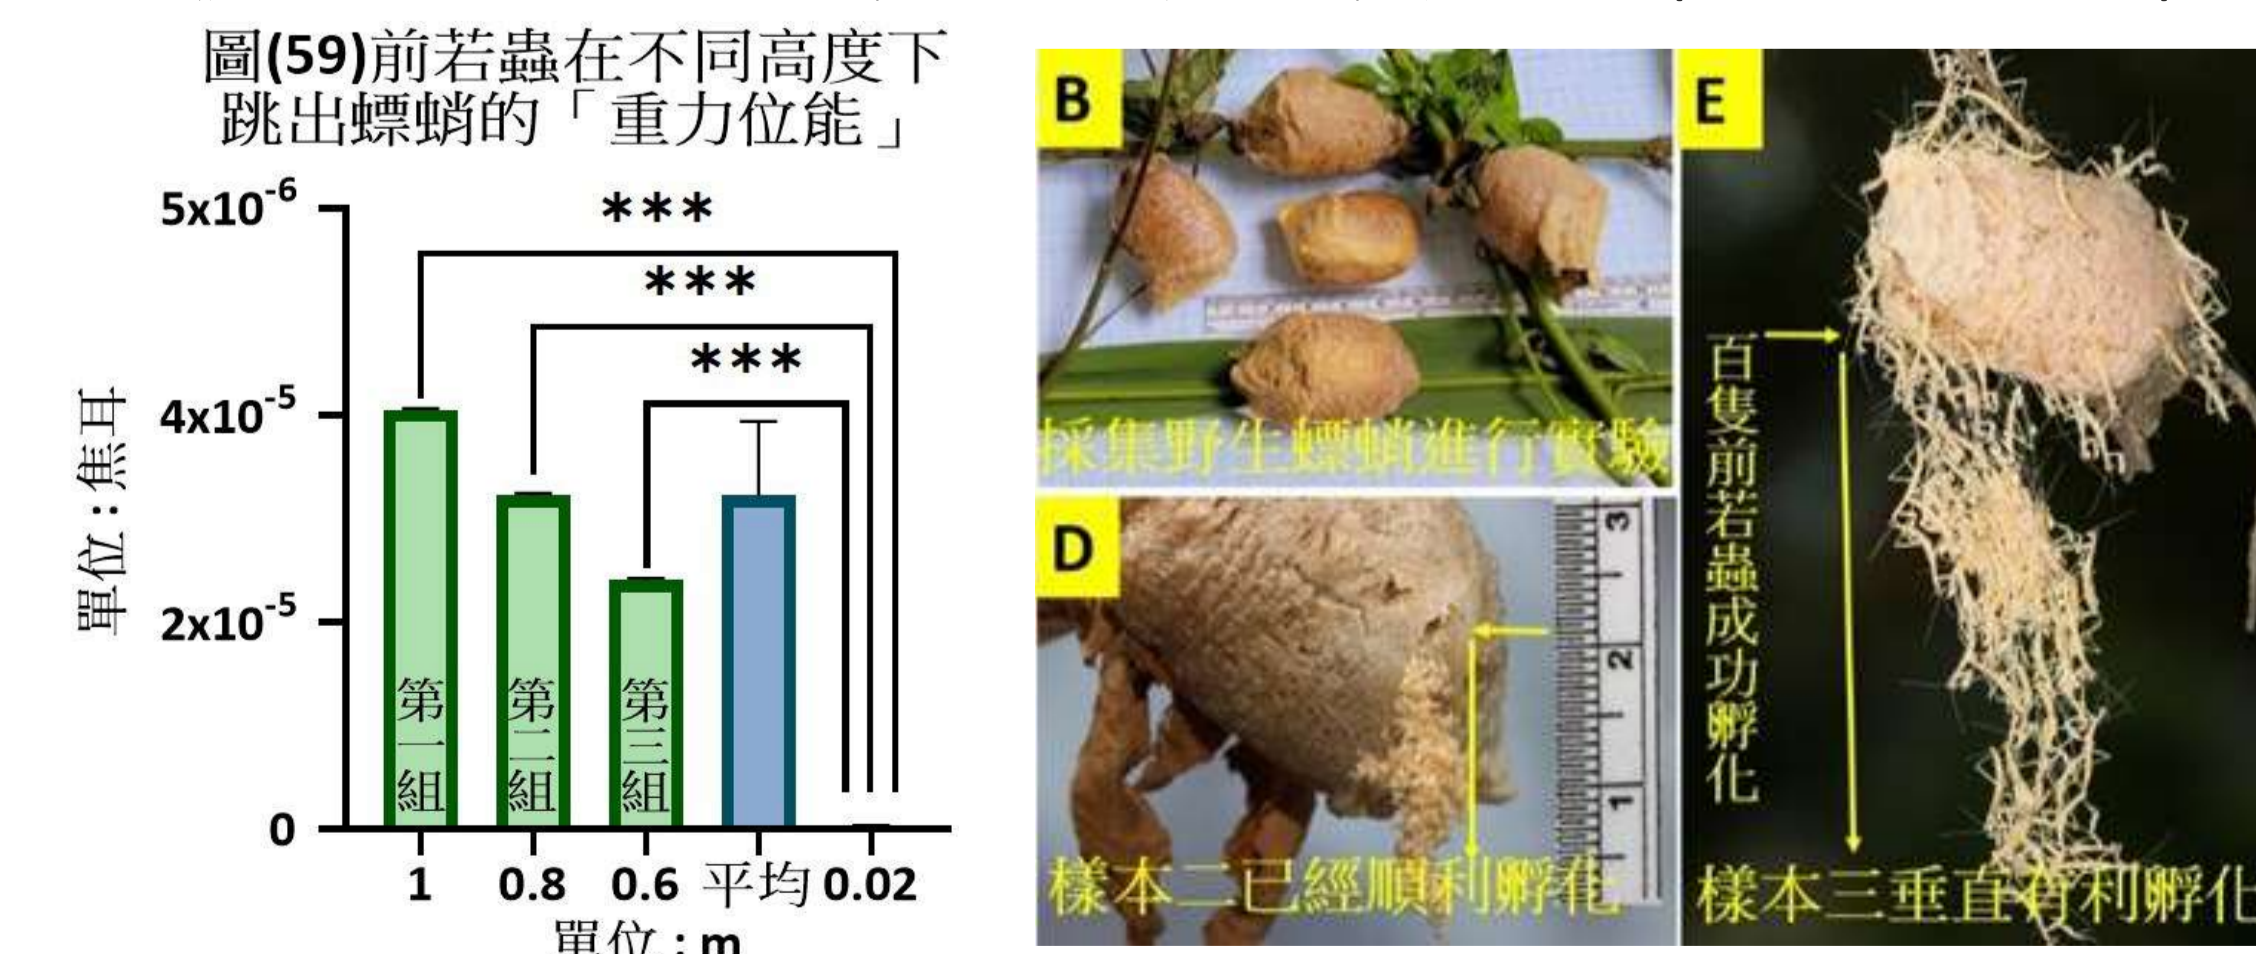 圖(59)前若蟲在不同高度下
跳出螵蛸的「重力位能」
5x10⁻⁶
4x10⁻⁵
2x10⁻⁵
0
單位：焦耳
***
***
***
第一組
第二組
第三組
1 0.8 0.6 平均 0.02
單位：m
B
採集野生螵蛸進行實驗
D
3
2
1
樣本二已經順利孵化
E
百隻前若蟲成功孵化
樣本三垂直有利孵化